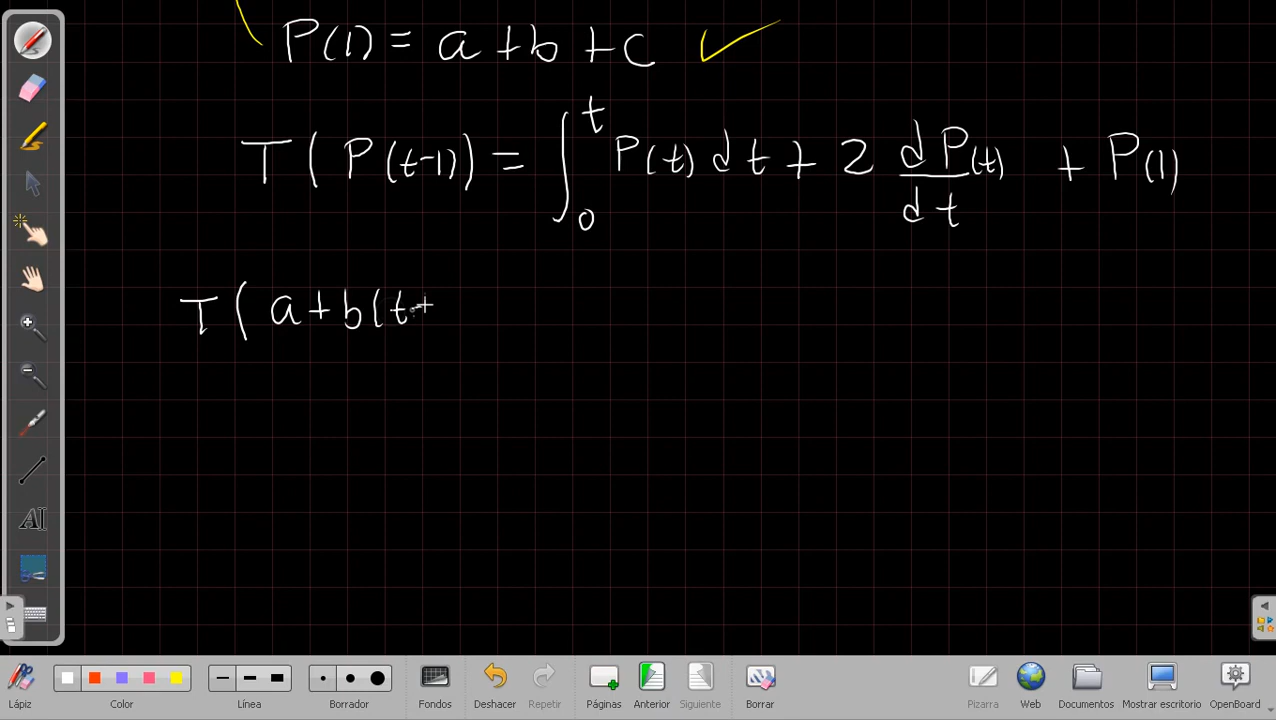 P(1) = a + b + c ✓
T( P(t-1)) = ∫₀ᵗ P(t) dt + 2 dP(t)/dt + P(1)
T( a + b(t+
AI
Lápiz
Color
Línea
Borrador
Fondos
Deshacer
Repetir
Páginas
Anterior
Siguiente
Borrar
Pizarra
Web
Documentos
Mostrar escritorio
OpenBoard